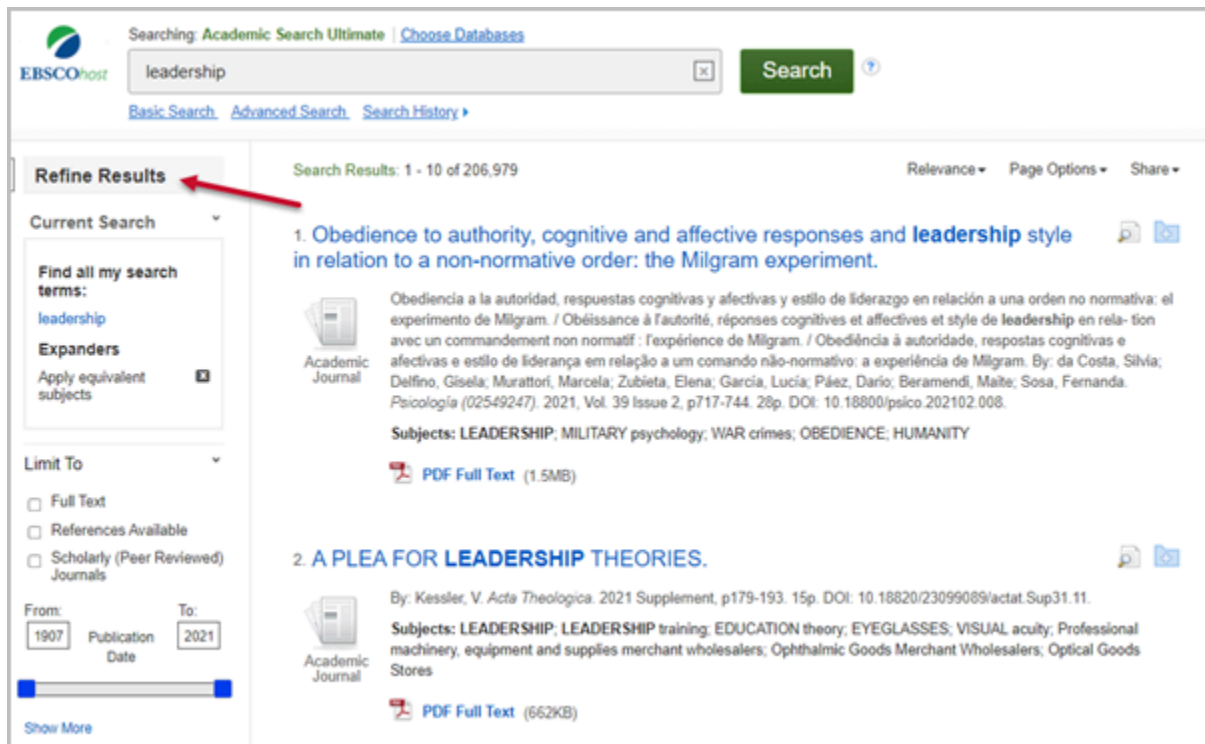 Searching: Academic Search Ultimate | Choose Databases
EBSCOhost
leadership
Search
?
Basic Search Advanced Search Search History
Refine Results
Current Search
Find all my search
terms:
leadership
Expanders
Apply equivalent
subjects
Limit To
Full Text
References Available
Scholarly (Peer Reviewed)
Journals
From: To:
1907 Publication 2021
Date
Show More
Search Results: 1 - 10 of 206,979
Relevance Page Options Share
1. Obedience to authority, cognitive and affective responses and leadership style
in relation to a non-normative order: the Milgram experiment.
Academic
Journal
Obediencia a la autoridad, respuestas cognitivas y afectivas y estilo de liderazgo en relación a una orden no normativa: el
experimento de Milgram. / Obéissance à l'autorité, réponses cognitives et affectives et style de leadership en rela- tion
avec un commandement non normatif : l'expérience de Milgram. / Obediência à autoridade, respostas cognitivas e
afectivas e estilo de liderança em relação a um comando não-normativo: a experiência de Milgram. By: da Costa, Silvia;
Delfino, Gisela; Murattori, Marcela; Zubieta, Elena; García, Lucía; Páez, Dario; Beramendi, Maite; Sosa, Fernanda.
Psicología (02549247). 2021, Vol. 39 Issue 2, p717-744. 28p. DOI: 10.18800/psico.202102.008.
Subjects: LEADERSHIP; MILITARY psychology; WAR crimes; OBEDIENCE; HUMANITY
PDF Full Text (1.5MB)
2. A PLEA FOR LEADERSHIP THEORIES.
Academic
Journal
By: Kessler, V. Acta Theologica. 2021 Supplement, p179-193. 15p. DOI: 10.18820/23099089/actat.Sup31.11.
Subjects: LEADERSHIP; LEADERSHIP training; EDUCATION theory; EYEGLASSES; VISUAL acuity; Professional
machinery, equipment and supplies merchant wholesalers; Ophthalmic Goods Merchant Wholesalers; Optical Goods
Stores
PDF Full Text (662KB)